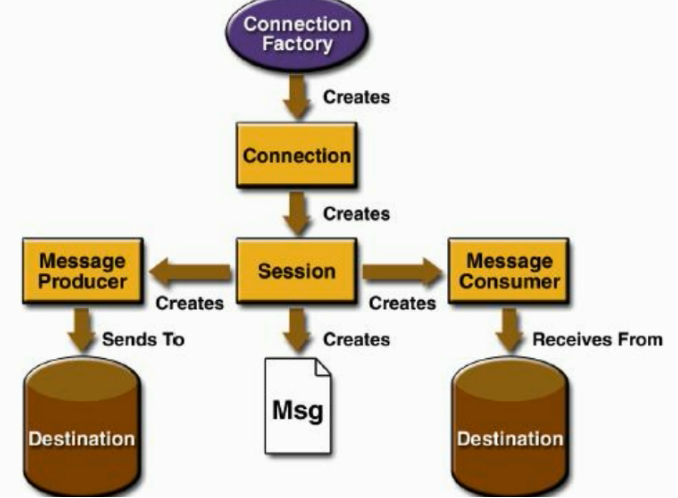 Connection
Factory
Creates
Connection
Creates
Message
Producer
Session
Message
Consumer
Creates
Creates
Sends To
Creates
Receives From
Msg
Destination
Destination